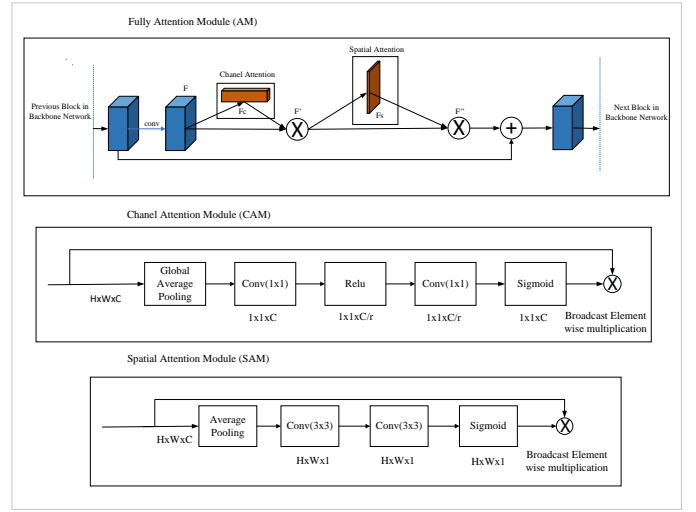 Fully Attention Module (AM)
Spatial Attention
Chanel Attention
F
Previous Block in
Backbone Network
conv
Fc
F'
Fs
F''
X
X
+
Next Block in
Backbone Network
Chanel Attention Module (CAM)
HxWxC
Global
Average
Pooling
Conv(1x1)
1x1xC
Relu
1x1xC/r
Conv(1x1)
1x1xC/r
Sigmoid
1x1xC
X
Broadcast Element
wise multiplication
Spatial Attention Module (SAM)
HxWxC
Average
Pooling
Conv(3x3)
HxWx1
Conv(3x3)
HxWx1
Sigmoid
HxWx1
X
Broadcast Element
wise multiplication